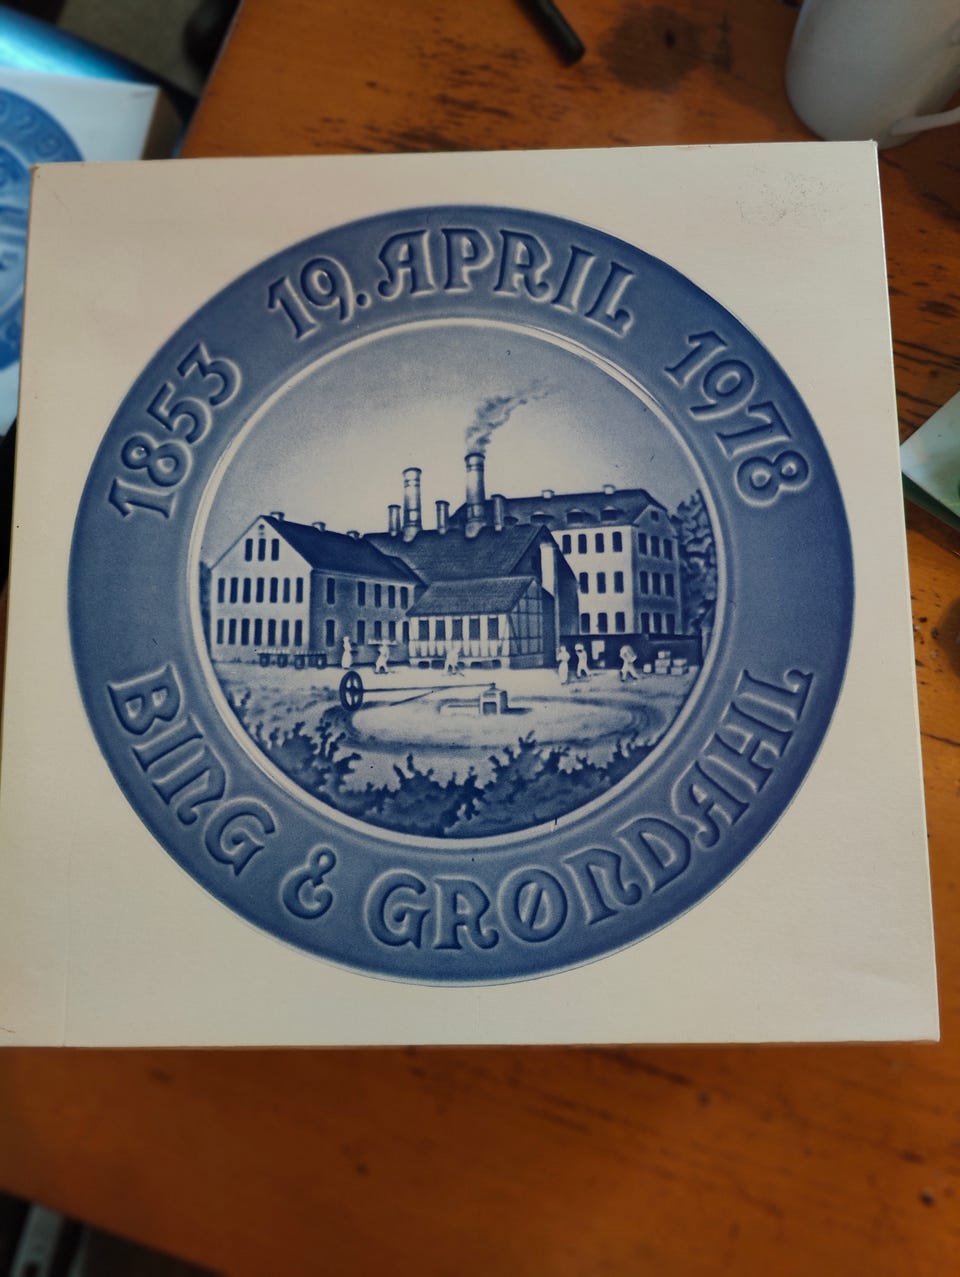 1853 19. APRIL 1978
BING & GRØNDAHL